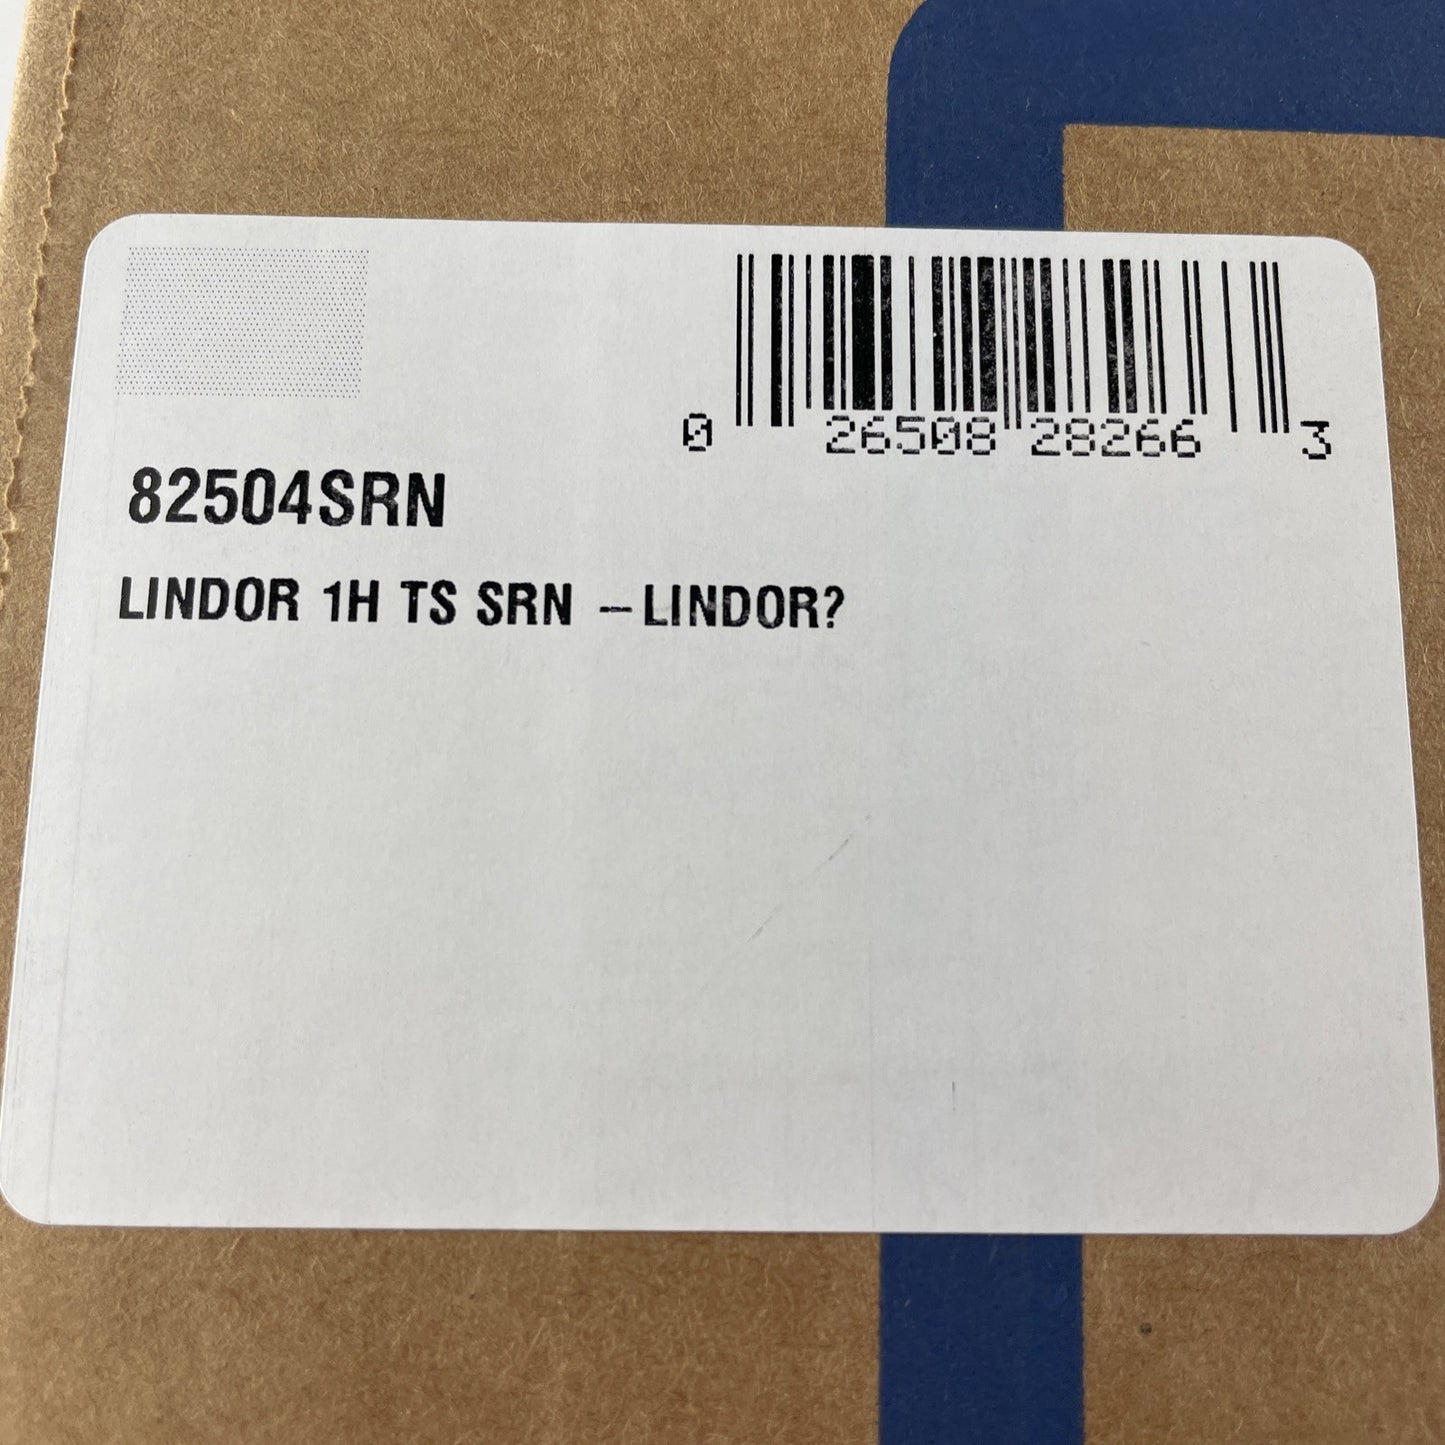 0 26508 28266 3
82504SRN
LINDOR 1H TS SRN – LINDOR?